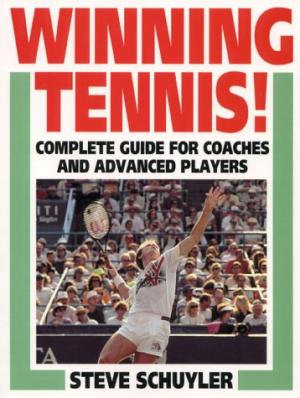 WINNING
TENNIS!
COMPLETE GUIDE FOR COACHES
AND ADVANCED PLAYERS
STEVE SCHUYLER